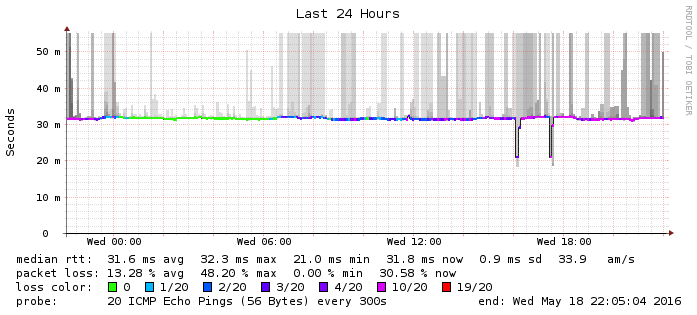 Last 24 Hours
RRDTOOL / TOBI OETIKER
Seconds
50 m
40 m
30 m
20 m
10 m
0
Wed 00:00 Wed 06:00 Wed 12:00 Wed 18:00
median rtt: 31.6 ms avg 32.3 ms max 21.0 ms min 31.8 ms now 0.9 ms sd 33.9 am/s
packet loss: 13.28 % avg 48.20 % max 0.00 % min 30.58 % now
loss color: 0 1/20 2/20 3/20 4/20 10/20 19/20
probe: 20 ICMP Echo Pings (56 Bytes) every 300s end: Wed May 18 22:05:04 2016